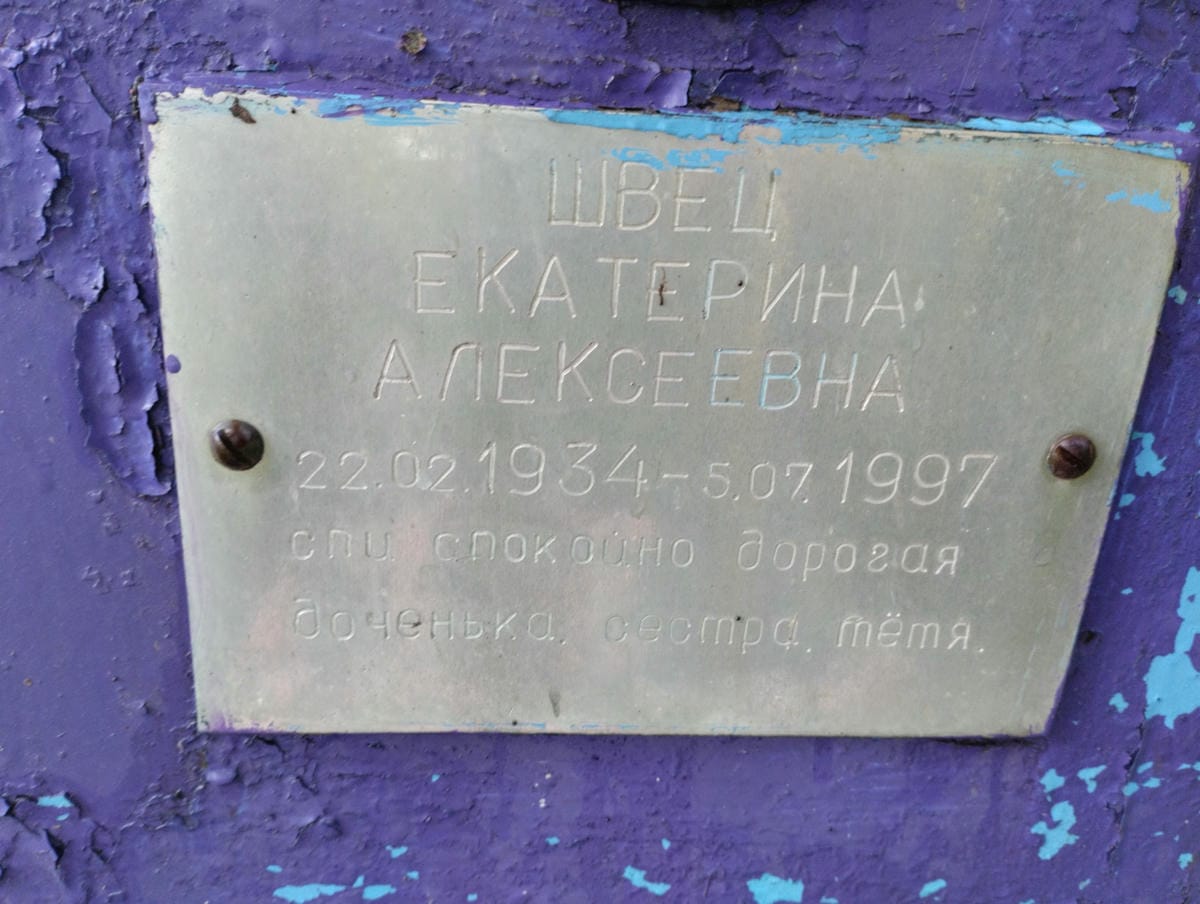 ШВЕЦ
ЕКАТЕРИНА
АЛЕКСЕЕВНА
22.02.1934-5.07.1997
спи спокойно дорогая
доченька, сестра, тётя.